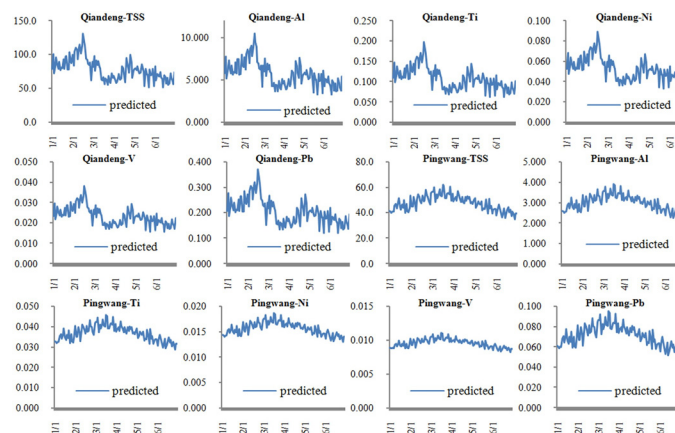 Qiandeng-TSS
150.0
100.0
50.0
0.0
predicted
1/1 2/1 3/1 4/1 5/1 6/1
Qiandeng-Al
10.000
5.000
0.000
predicted
1/1 2/1 3/1 4/1 5/1 6/1
Qiandeng-Ti
0.250
0.200
0.150
0.100
0.050
0.000
predicted
1/1 2/1 3/1 4/1 5/1 6/1
Qiandeng-Ni
0.100
0.080
0.060
0.040
0.020
0.000
predicted
1/1 2/1 3/1 4/1 5/1 6/1
Qiandeng-V
0.050
0.040
0.030
0.020
0.010
0.000
predicted
1/1 2/1 3/1 4/1 5/1 6/1
Qiandeng-Pb
0.400
0.300
0.200
0.100
0.000
predicted
1/1 2/1 3/1 4/1 5/1 6/1
Pingwang-TSS
80.0
60.0
40.0
20.0
0.0
predicted
1/1 2/1 3/1 4/1 5/1 6/1
Pingwang-Al
5.000
4.000
3.000
2.000
1.000
0.000
predicted
1/1 2/1 3/1 4/1 5/1 6/1
Pingwang-Ti
0.050
0.040
0.030
0.020
0.010
0.000
predicted
1/1 2/1 3/1 4/1 5/1 6/1
Pingwang-Ni
0.020
0.015
0.010
0.005
0.000
predicted
1/1 2/1 3/1 4/1 5/1 6/1
Pingwang-V
0.015
0.010
0.005
0.000
predicted
1/1 2/1 3/1 4/1 5/1 6/1
Pingwang-Pb
0.100
0.080
0.060
0.040
0.020
0.000
predicted
1/1 2/1 3/1 4/1 5/1 6/1